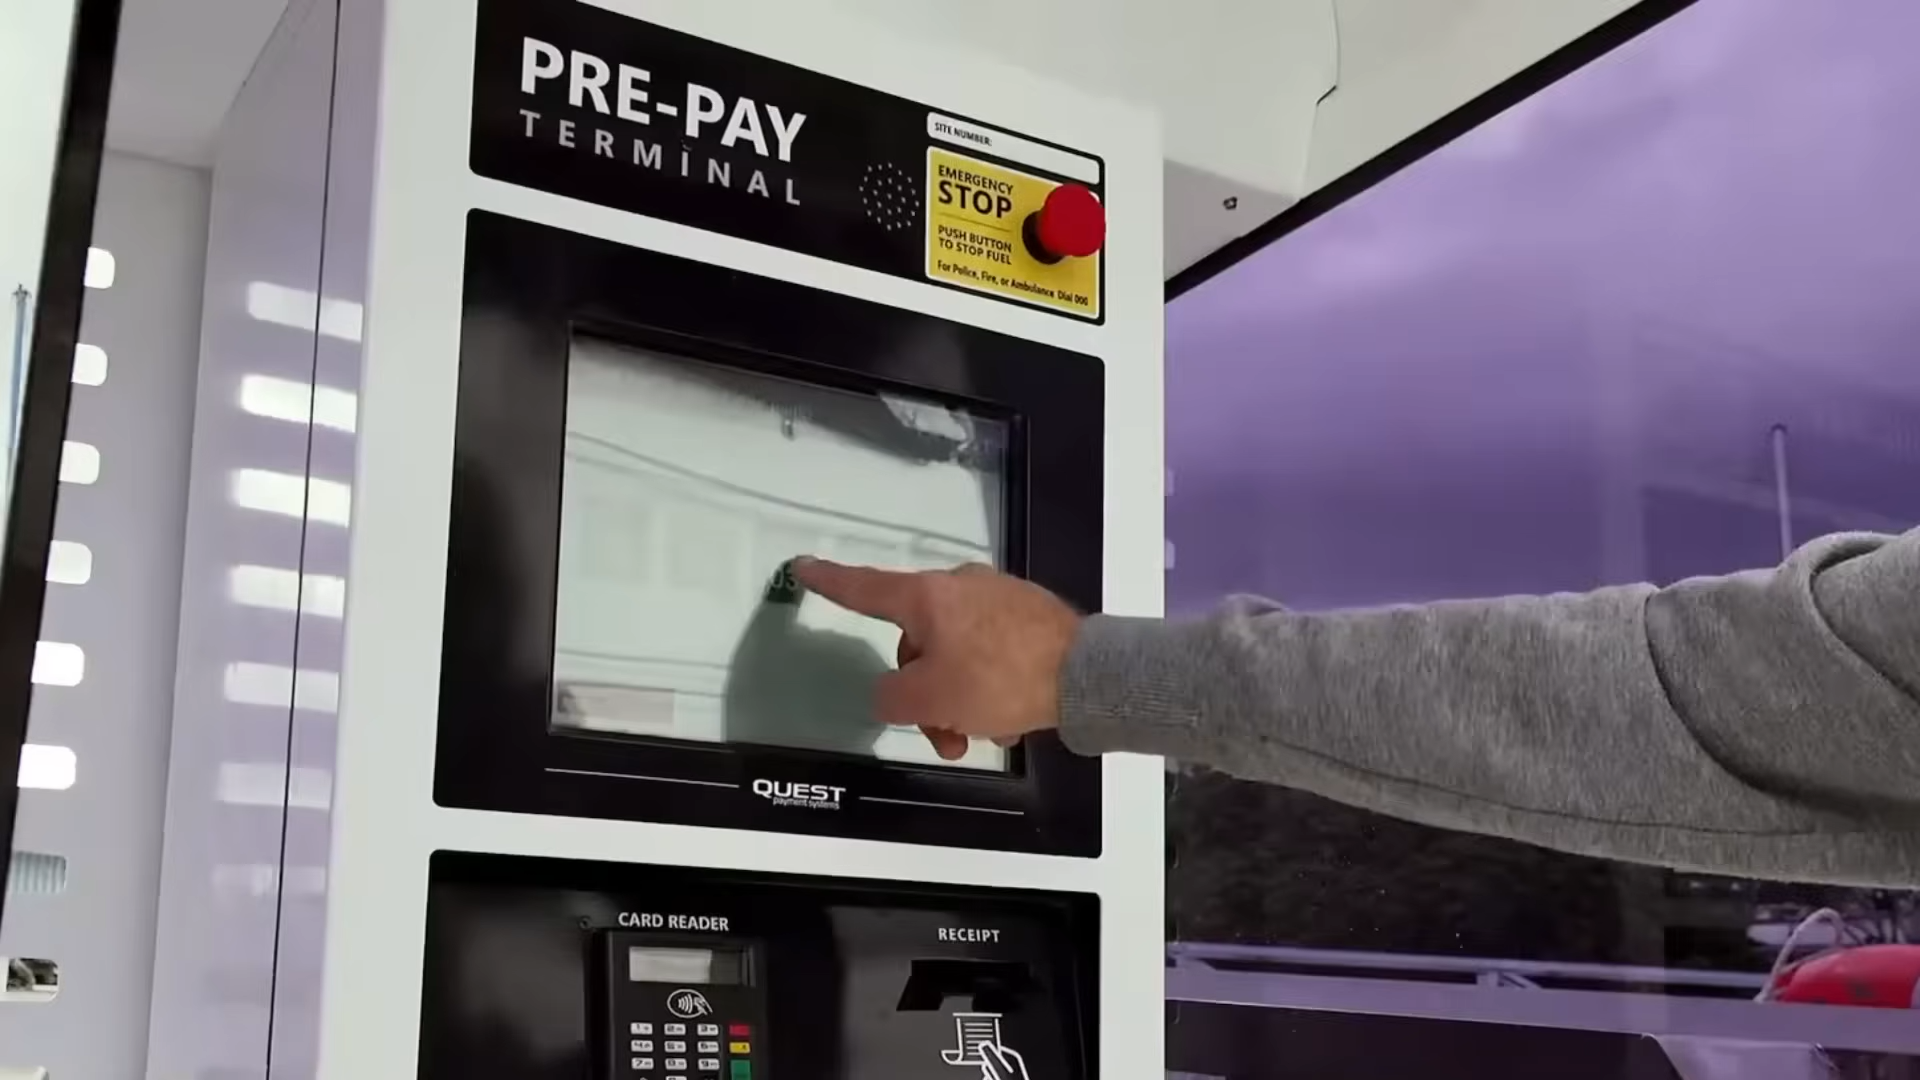 PRE-PAY
TERMINAL
SITE NUMBER:
EMERGENCY
STOP
PUSH BUTTON
TO STOP FUEL
For Police, Fire, or Ambulance Dial 000
QUEST
payment systems
CARD READER
RECEIPT